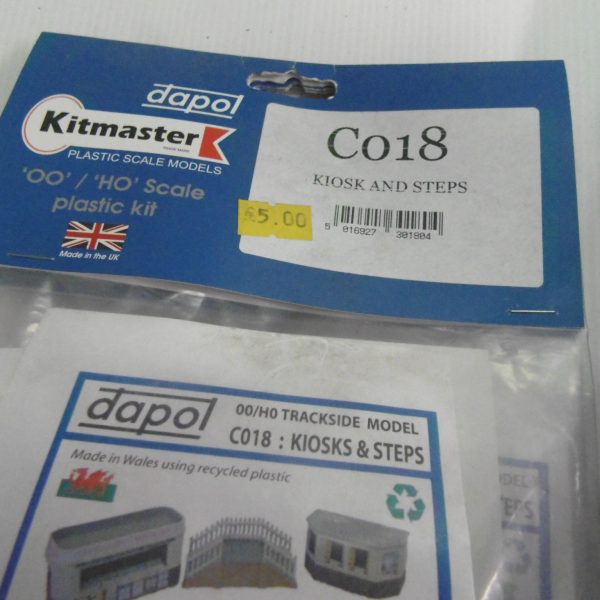 dapol
Kitmaster
PLASTIC SCALE MODELS
'OO' / 'HO' Scale
plastic kit
Made in the UK
C018
KIOSK AND STEPS
£5.00
5 016927 301804
dapol
00/H0 TRACKSIDE MODEL
C018 : KIOSKS & STEPS
Made in Wales using recycled plastic